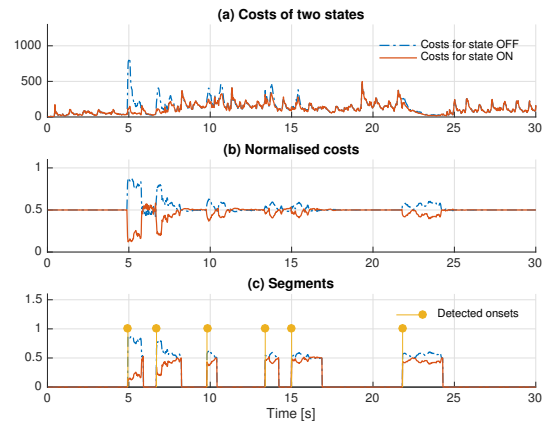 (a) Costs of two states
1000
500
0
Costs for state OFF
Costs for state ON
0 5 10 15 20 25 30
(b) Normalised costs
1
0.5
0
0 5 10 15 20 25 30
(c) Segments
1.5
1
0.5
0
Detected onsets
0 5 10 15 20 25 30
Time [s]